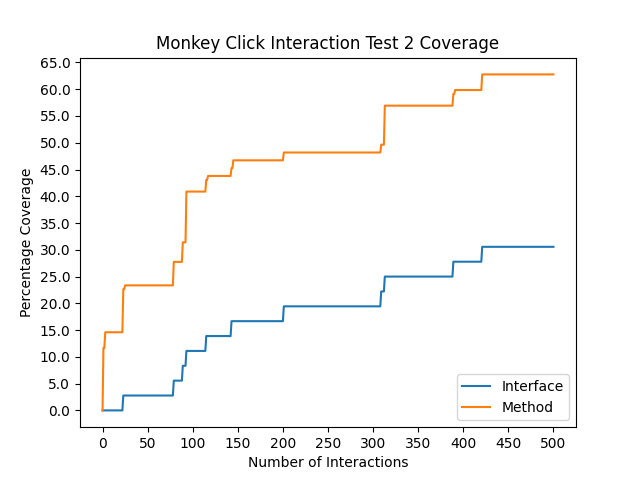 Monkey Click Interaction Test 2 Coverage
Percentage Coverage
65.0
60.0
55.0
50.0
45.0
40.0
35.0
30.0
25.0
20.0
15.0
10.0
5.0
0.0
Interface
Method
0 50 100 150 200 250 300 350 400 450 500
Number of Interactions